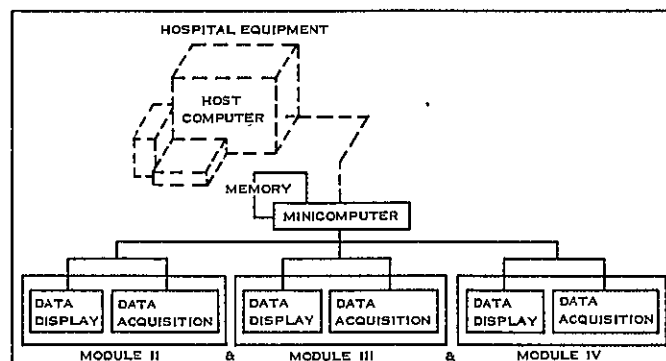 HOSPITAL EQUIPMENT
HOST
COMPUTER
MEMORY
MINICOMPUTER
DATA
DISPLAY
DATA
ACQUISITION
DATA
DISPLAY
DATA
ACQUISITION
DATA
DISPLAY
DATA
ACQUISITION
MODULE II & MODULE III & MODULE IV